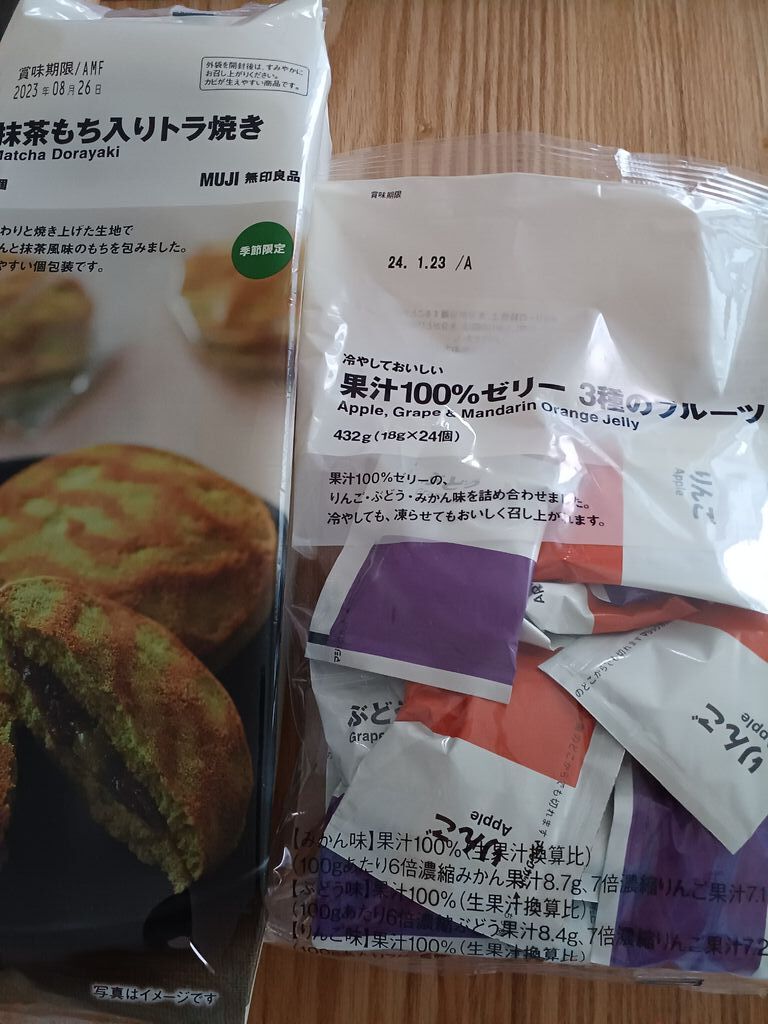 賞味期限/AMF
2023年08月26日
外袋を開封後は、すみやかに
お召し上がりください。
カビが生えやすい商品です。
抹茶もち入りトラ焼き
Matcha Dorayaki
個
MUJI 無印良品
わりと焼き上げた生地で
んと抹茶風味のもちを包みました。
やすい個包装です。
季節限定
写真はイメージです
賞味期限
24. 1.23 /A
冷やしておいしい
果汁100%ゼリー 3種のフルーツ
Apple, Grape & Mandarin Orange Jelly
432g(18g×24個)
果汁100%ゼリーの、
りんご・ぶどう・みかん味を詰め合わせました。
冷やしても、凍らせてもおいしく召し上がれます。
りんご
Apple
ぶどう
Grape
りんご
Apple
りんご
Apple
【みかん味】果汁100%(生果汁換算比)
(100gあたり6倍濃縮みかん果汁8.7g、7倍濃縮りんご果汁7.1
【ぶどう味】果汁100%(生果汁換算比)
(100gあたり6倍濃縮ぶどう果汁8.4g、7倍濃縮りんご果汁7.2
【りんご味】果汁100%(生果汁換算比)